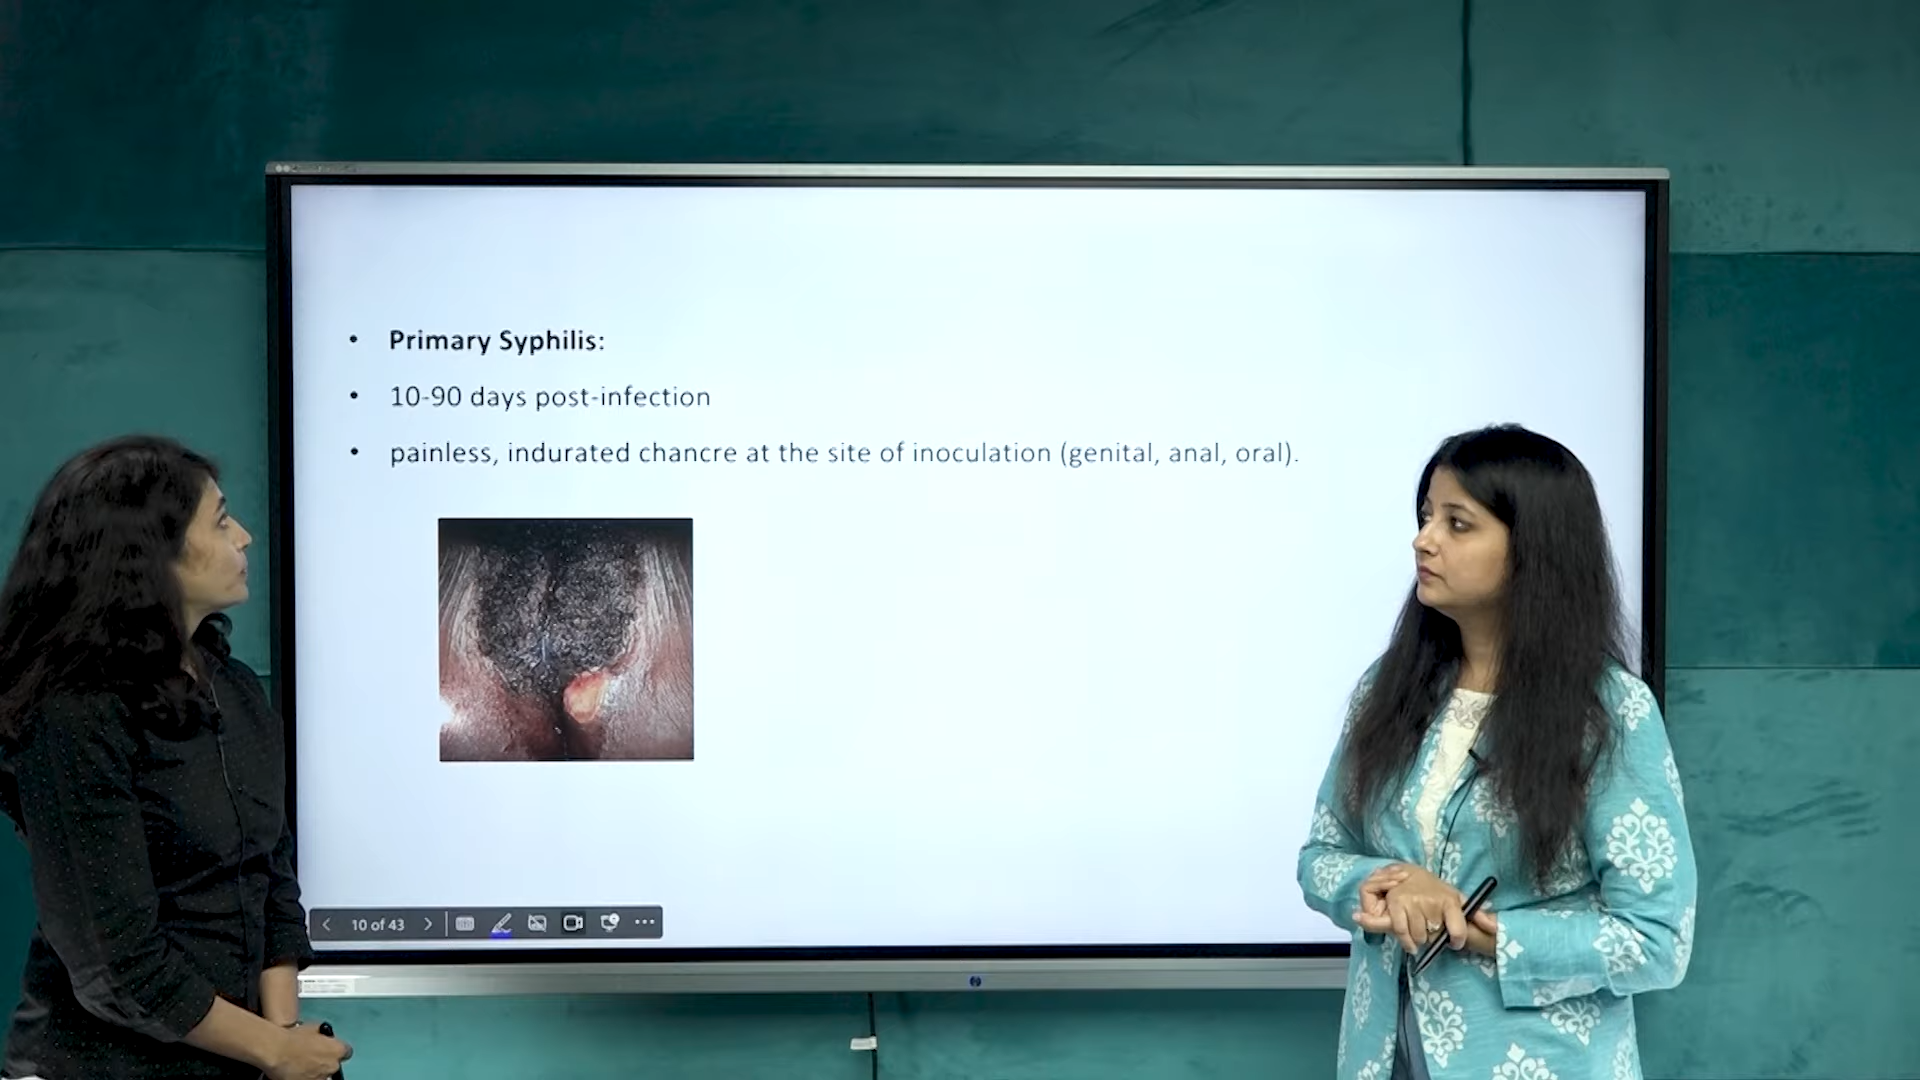 Primary Syphilis:
10-90 days post-infection
painless, indurated chancre at the site of inoculation (genital, anal, oral).
10 of 43